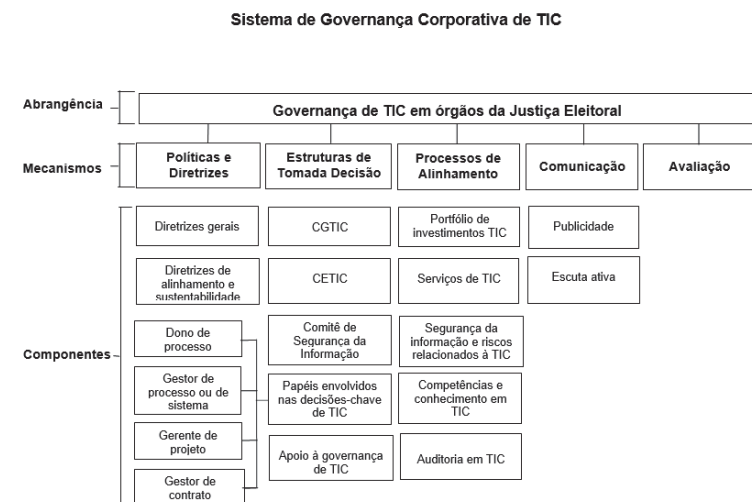 Sistema de Governança Corporativa de TIC
Abrangência
Governança de TIC em órgãos da Justiça Eleitoral
Mecanismos
Políticas e
Diretrizes
Estruturas de
Tomada Decisão
Processos de
Alinhamento
Comunicação
Avaliação
Componentes
Diretrizes gerais
CGTIC
Portfólio de
investimentos TIC
Publicidade
Diretrizes de
alinhamento e
sustentabilidade
CETIC
Serviços de TIC
Escuta ativa
Dono de
processo
Comitê de
Segurança da
Informação
Segurança da
informação e riscos
relacionados à TIC
Gestor de
processo ou de
sistema
Papéis envolvidos
nas decisões-chave
de TIC
Competências e
conhecimento em
TIC
Gerente de
projeto
Apoio à governança
de TIC
Auditoria em TIC
Gestor de
contrato